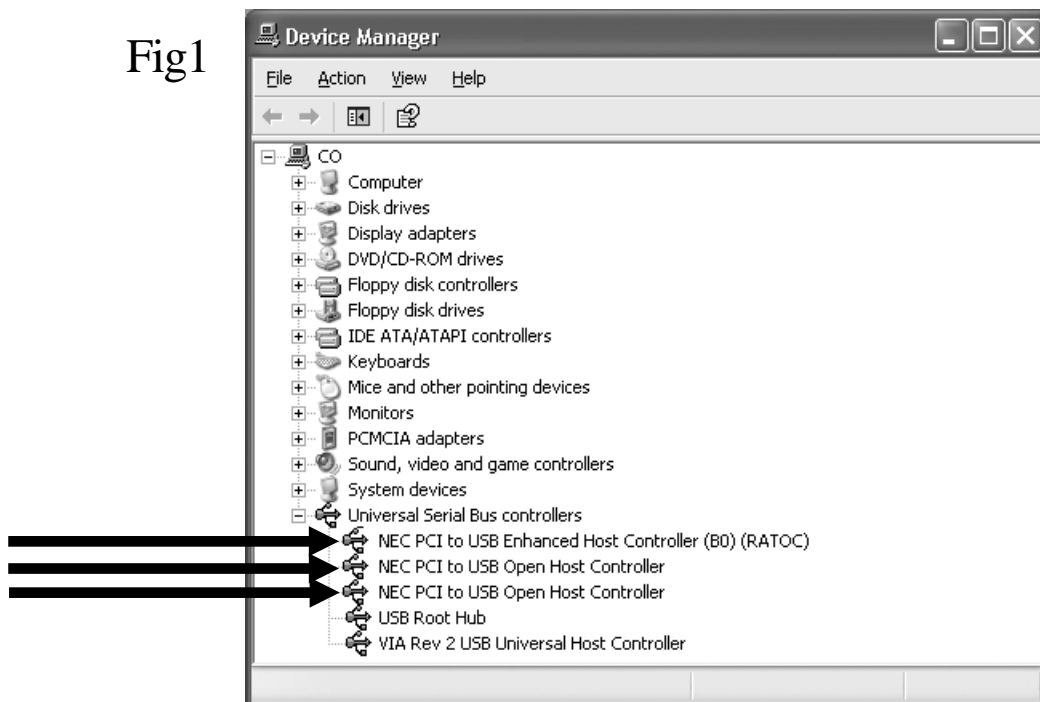 Fig1
Device Manager
File Action View Help
CO
Computer
Disk drives
Display adapters
DVD/CD-ROM drives
Floppy disk controllers
Floppy disk drives
IDE ATA/ATAPI controllers
Keyboards
Mice and other pointing devices
Monitors
PCMCIA adapters
Sound, video and game controllers
System devices
Universal Serial Bus controllers
NEC PCI to USB Enhanced Host Controller (B0) (RATOC)
NEC PCI to USB Open Host Controller
NEC PCI to USB Open Host Controller
USB Root Hub
VIA Rev 2 USB Universal Host Controller